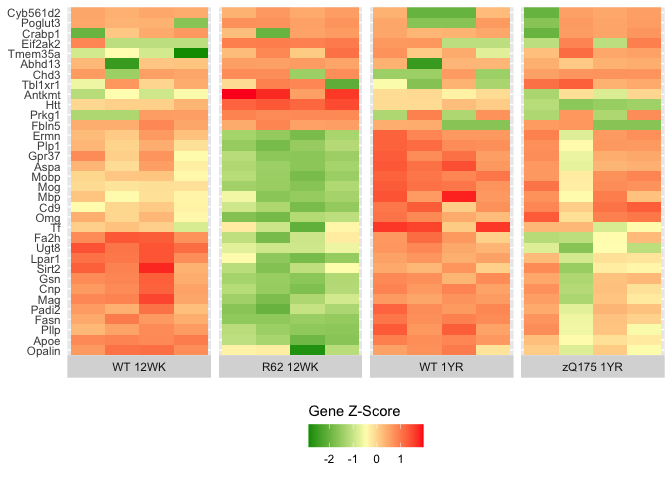 Cyb561d2
Poglut3
Crabp1
Eif2ak2
Tmem35a
Abhd13
Chd3
Tbl1xr1
Antkmt
Htt
Prkg1
Fbln5
Ermn
Plp1
Gpr37
Aspa
Mobp
Mog
Mbp
Cd9
Omg
Tf
Fa2h
Ugt8
Lpar1
Sirt2
Gsn
Cnp
Mag
Padi2
Fasn
Pllp
Apoe
Opalin
WT 12WK
R62 12WK
WT 1YR
zQ175 1YR
Gene Z-Score
-2 -1 0 1